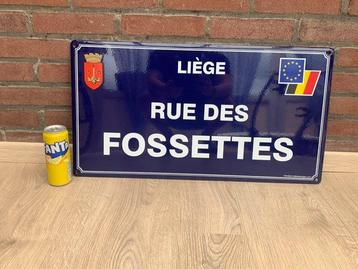 LIÈGE
RUE DES
FOSSETTES
FANTA